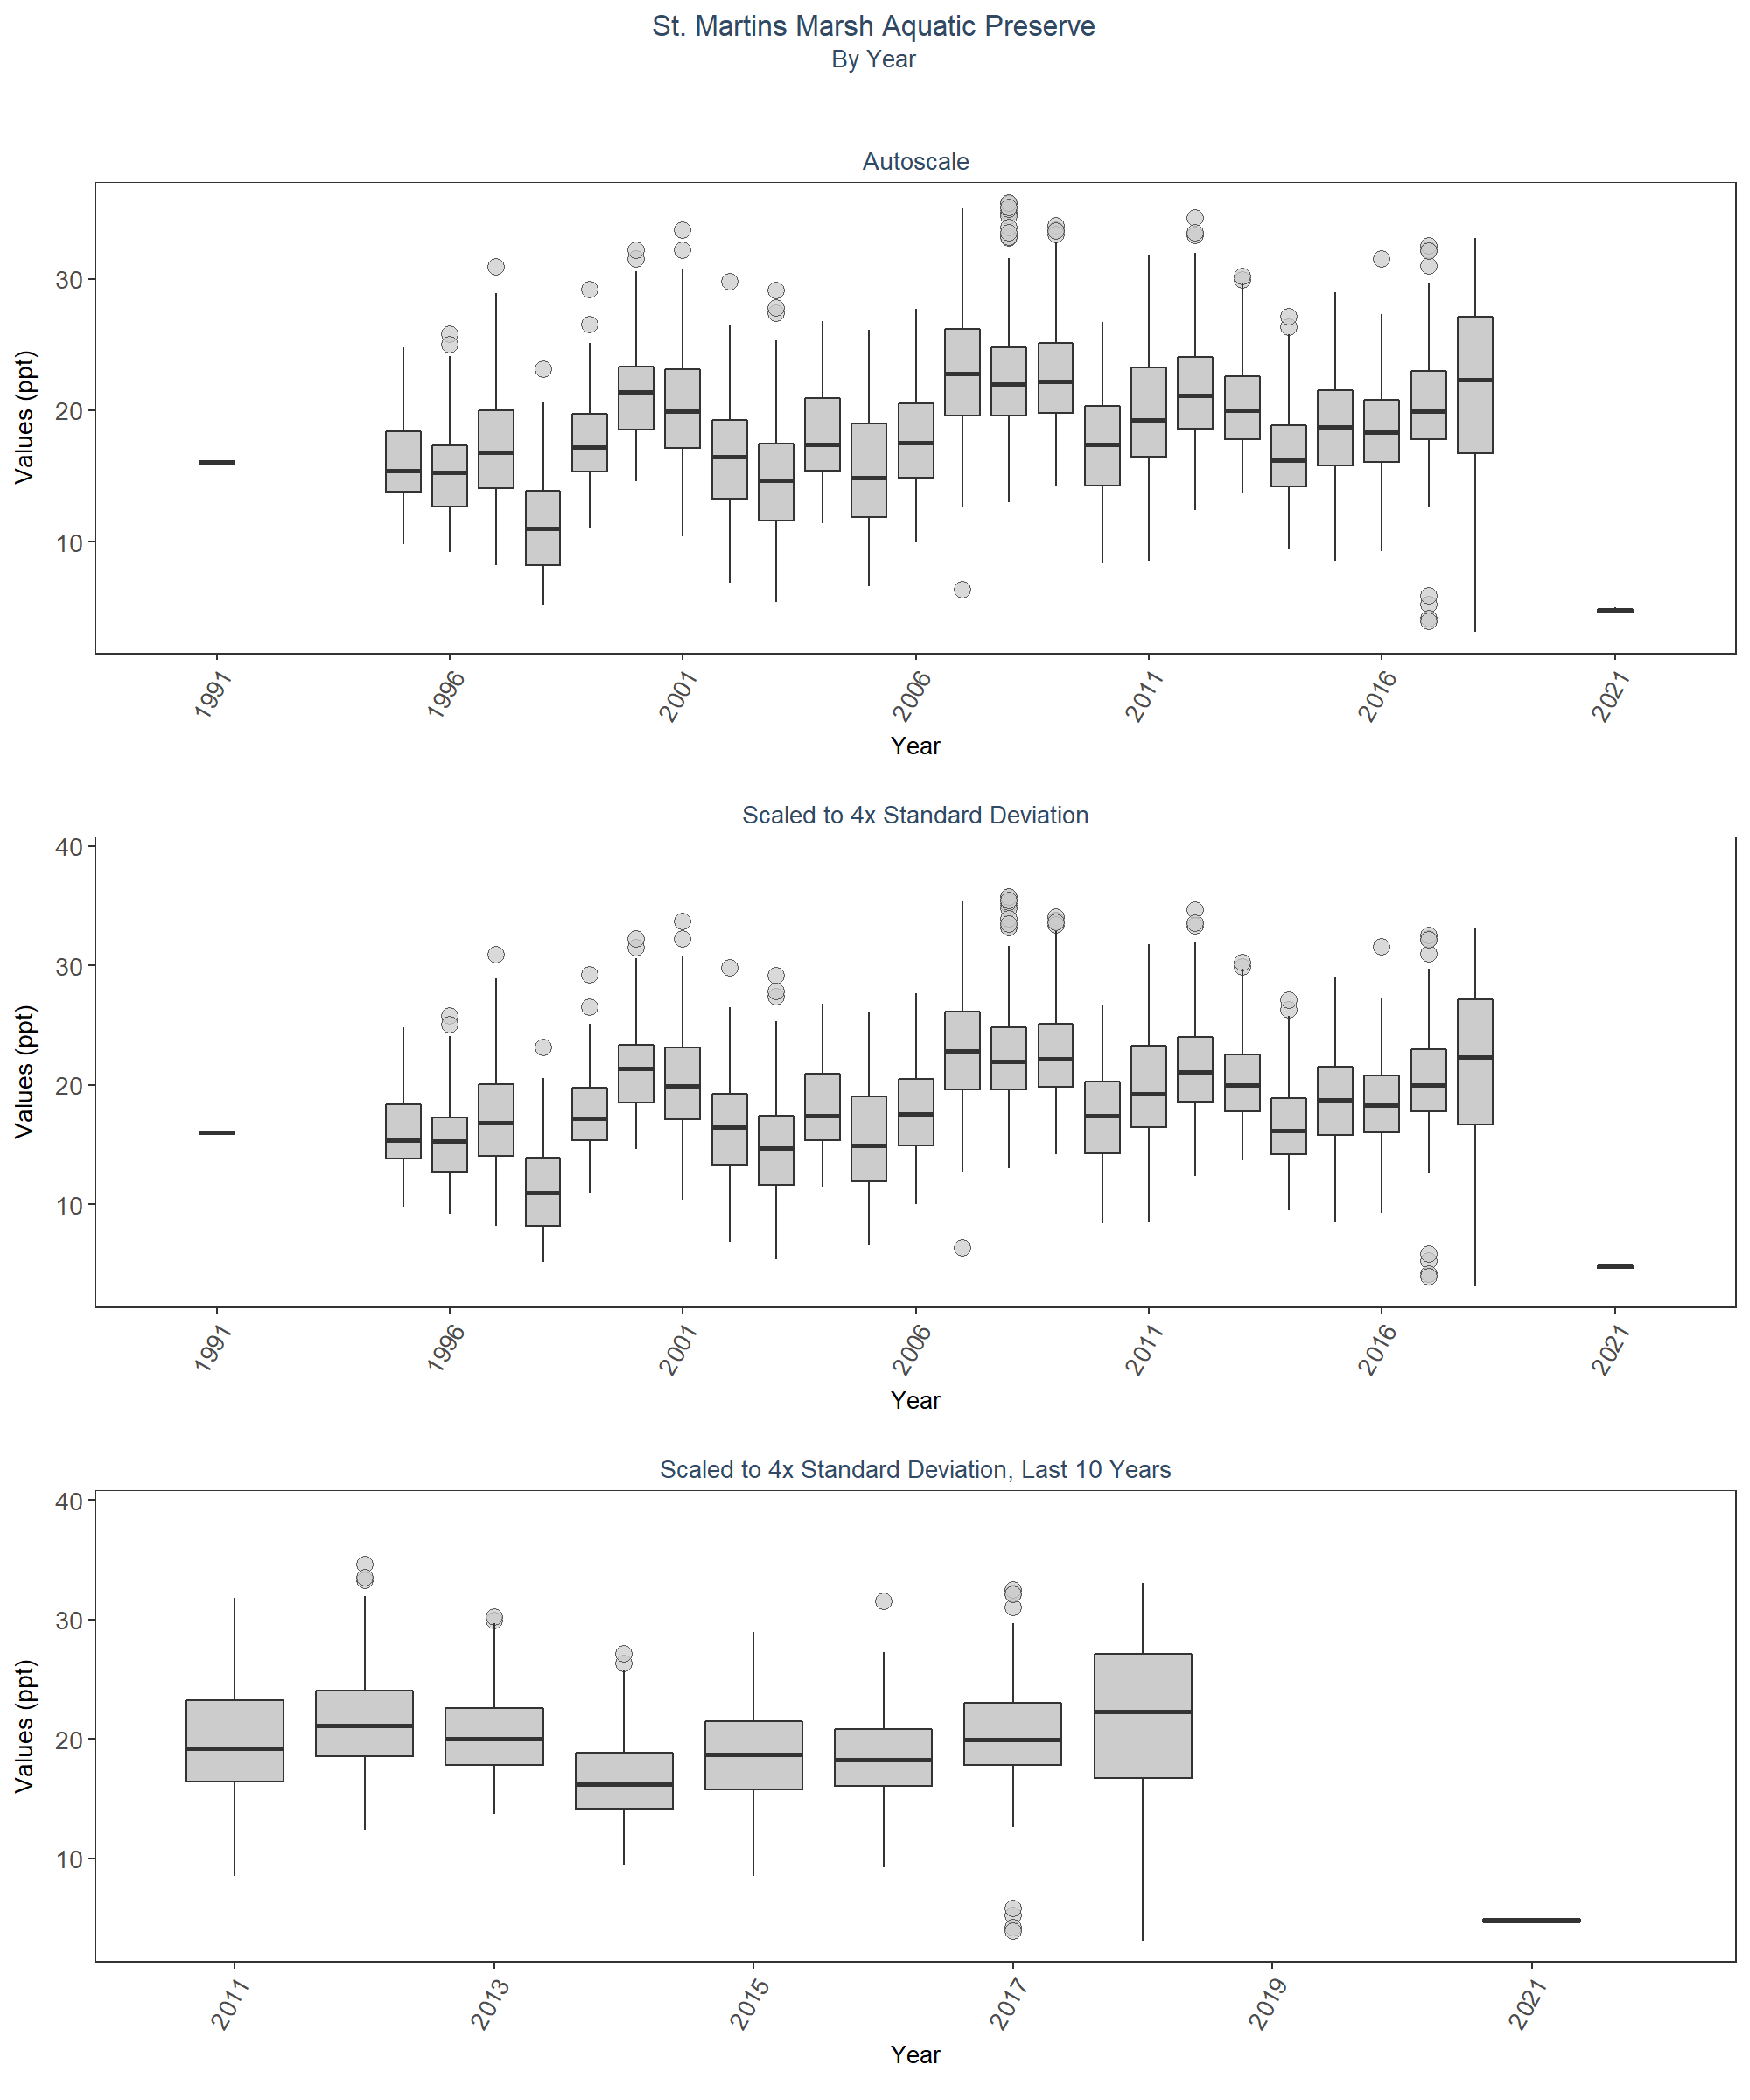 St. Martins Marsh Aquatic Preserve
By Year
Autoscale
Values (ppt)
30
20
10
1991
1996
2001
2006
2011
2016
2021
Year
Scaled to 4x Standard Deviation
Values (ppt)
40
30
20
10
1991
1996
2001
2006
2011
2016
2021
Year
Scaled to 4x Standard Deviation, Last 10 Years
Values (ppt)
40
30
20
10
2011
2013
2015
2017
2019
2021
Year